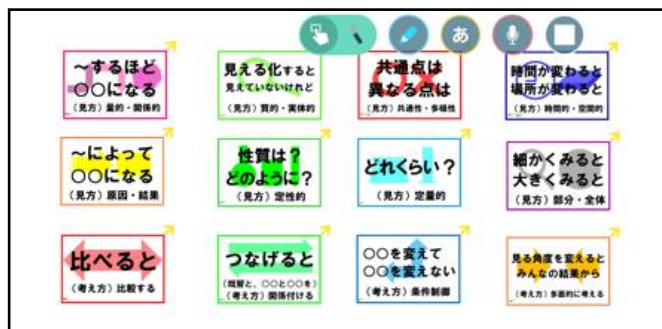 あ
~するほど
○○になる
(見方)量的・関係的
見える化すると
見えていないけれど
(見方)質的・実体的
共通点は
異なる点は
(見方)共通性・多様性
時間が変わると
場所が変わると
(見方)時間的・空間的
~によって
○○になる
(見方)原因・結果
性質は?
どのように?
(見方)定性的
どれくらい?
(見方)定量的
細かくみると
大きくみると
(見方)部分・全体
比べると
(考え方)比較する
つなげると
(既習と、○○と○○を)
(考え方)関係付ける
○○を変えて
○○を変えない
(考え方)条件制御
見る角度を変えると
みんなの結果から
(考え方)多面的に考える